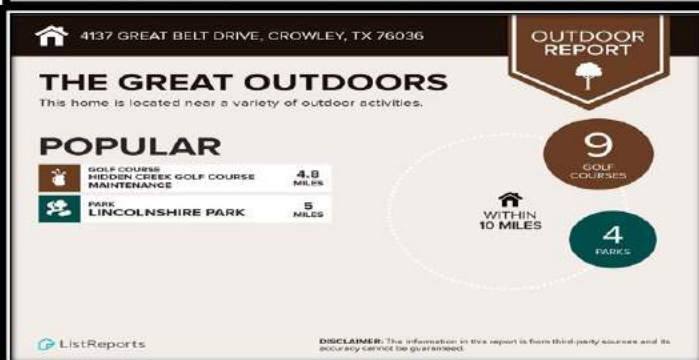 4137 GREAT BELT DRIVE, CROWLEY, TX 76036
OUTDOOR
REPORT
THE GREAT OUTDOORS
This home is located near a variety of outdoor activities.
POPULAR
GOLF COURSE
HIDDEN CREEK GOLF COURSE
MAINTENANCE
4.8
MILES
PARK
LINCOLNSHIRE PARK
5
MILES
9
GOLF
COURSES
WITHIN
10 MILES
4
PARKS
ListReports
DISCLAIMER: The information in this report is from third-party sources and its
accuracy cannot be guaranteed.